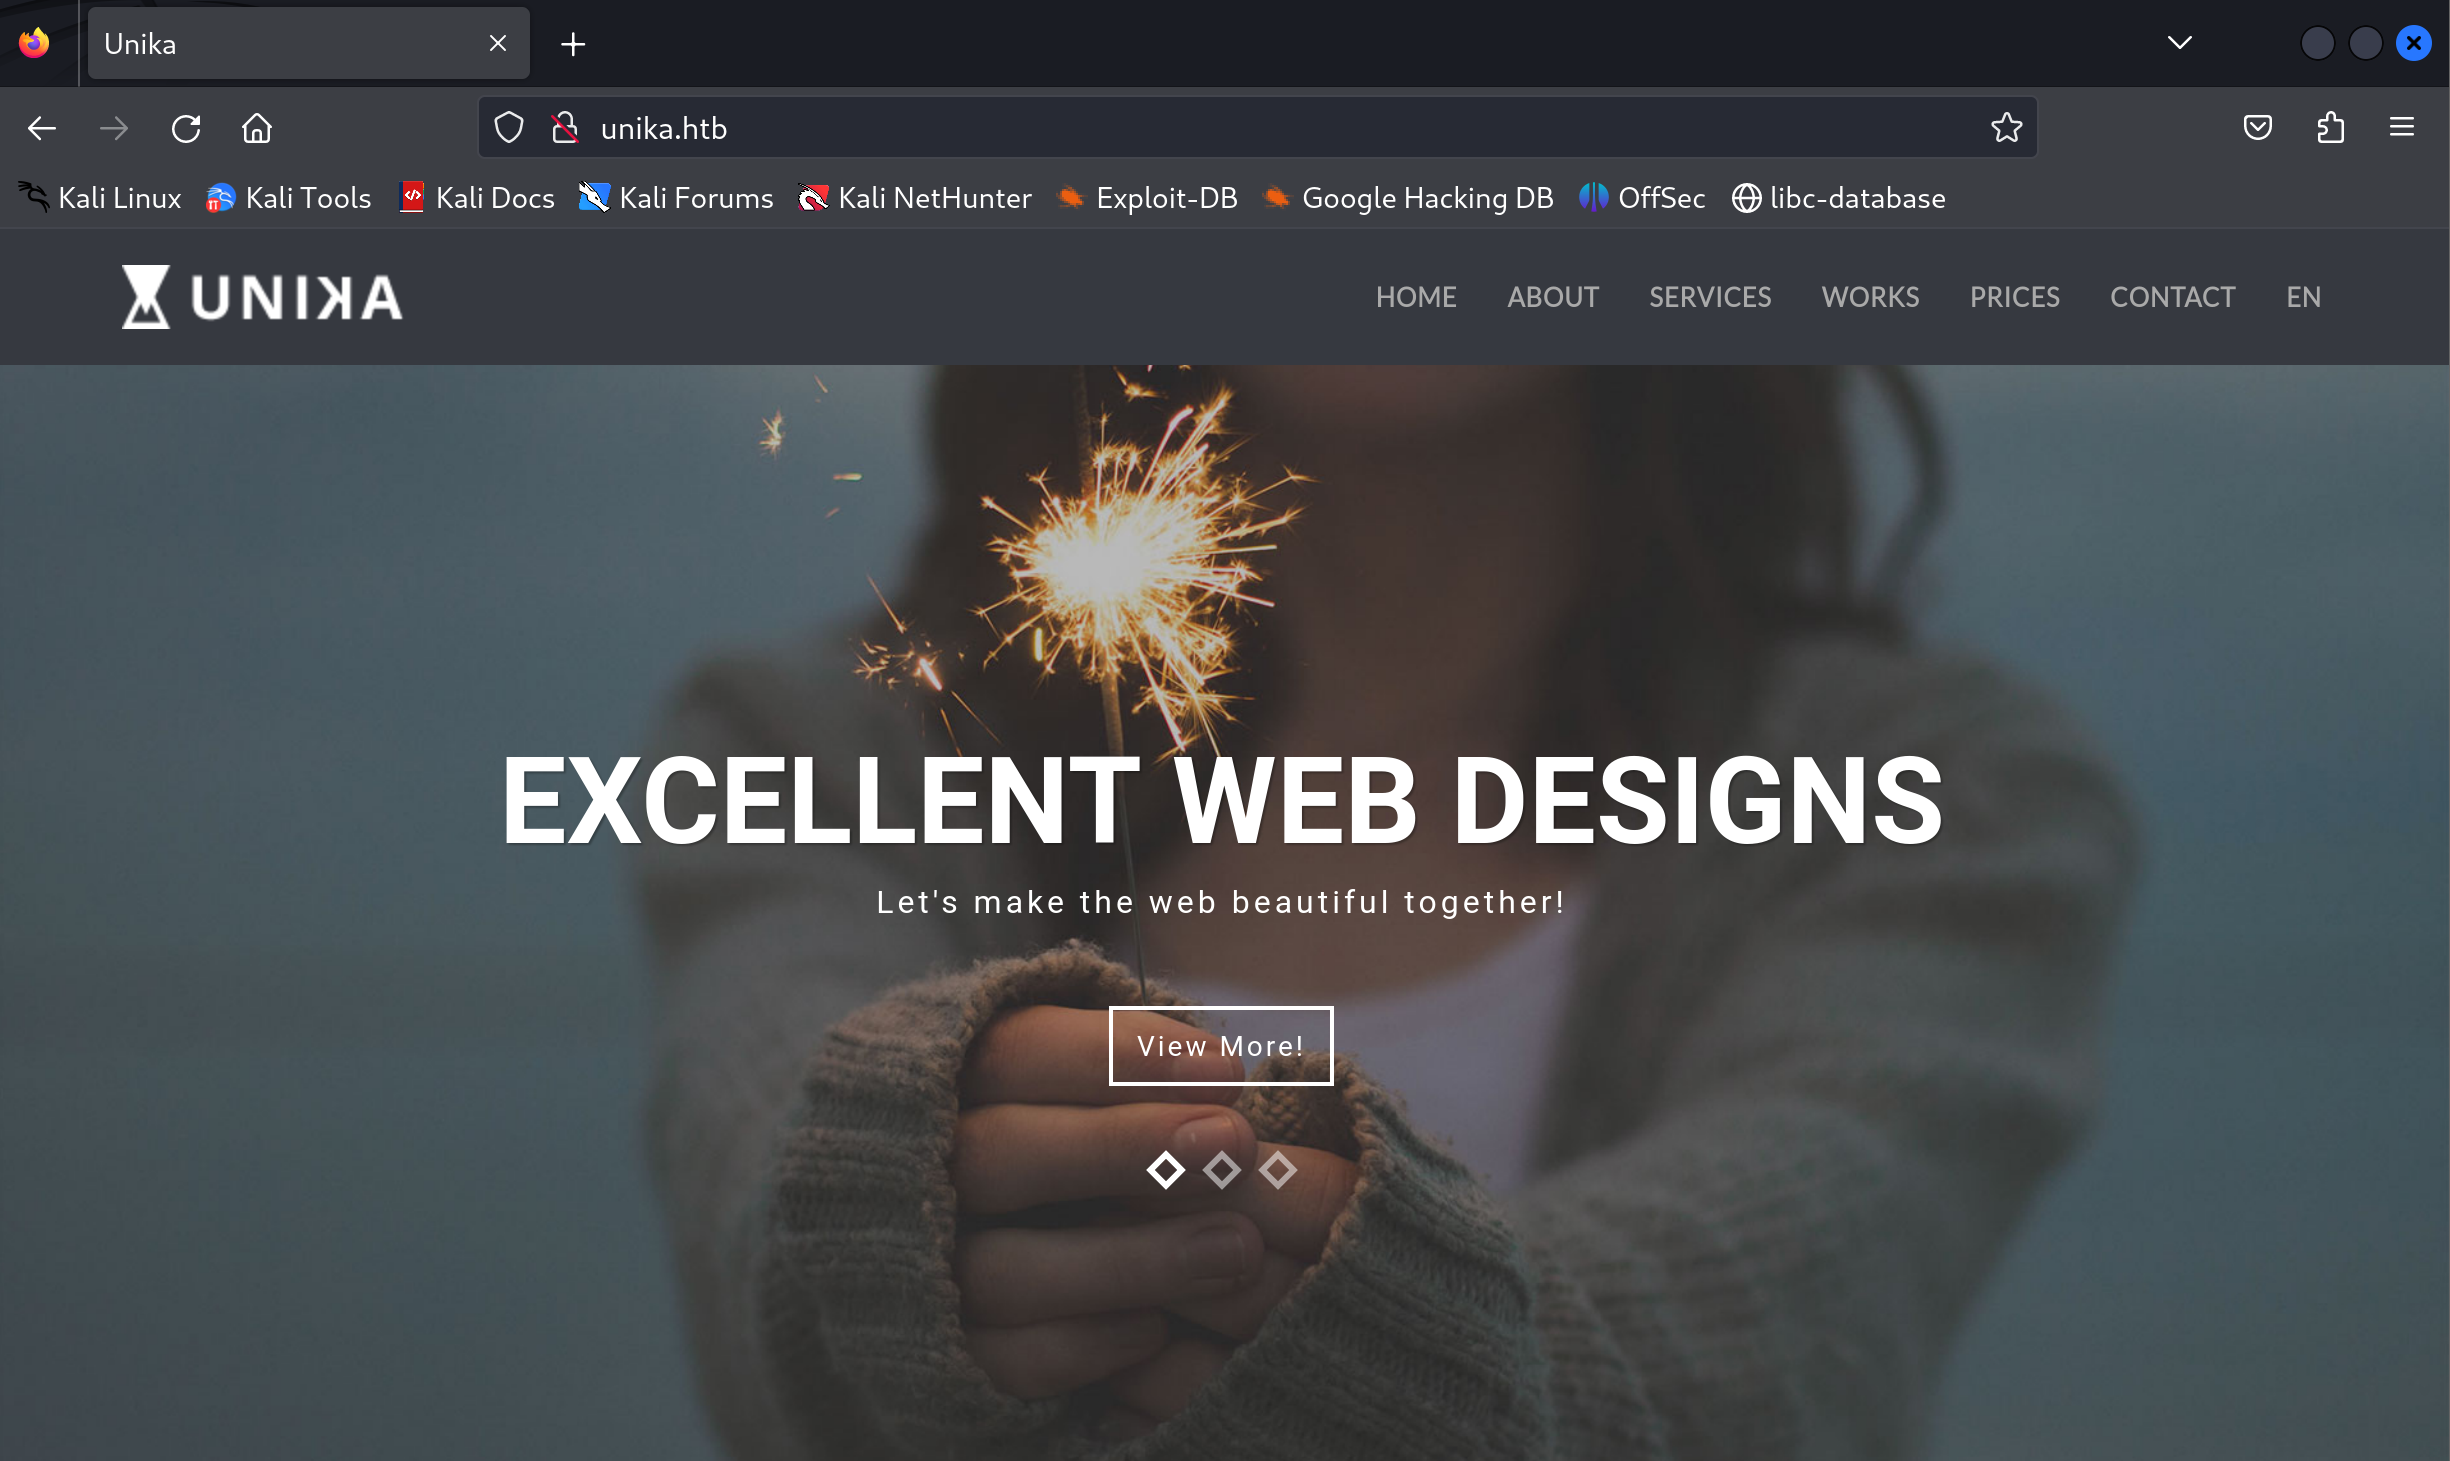 Unika
unika.htb
Kali Linux Kali Tools Kali Docs Kali Forums Kali NetHunter Exploit-DB Google Hacking DB OffSec libc-database
UNIKA HOME ABOUT SERVICES WORKS PRICES CONTACT EN
EXCELLENT WEB DESIGNS
Let's make the web beautiful together!
View More!